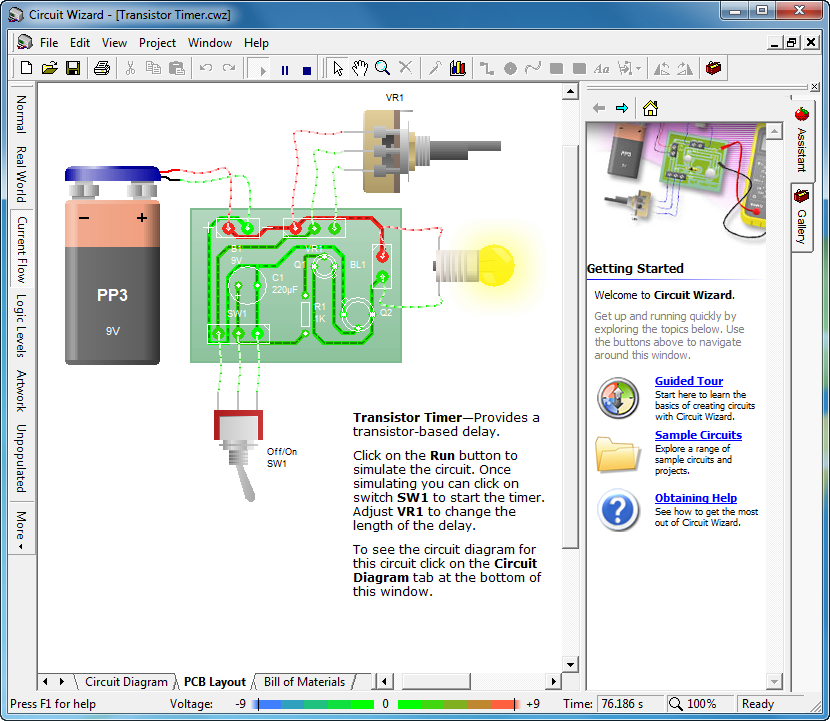 Circuit Wizard - [Transistor Timer.cwz]
File Edit View Project Window Help
Normal
Real World
Current Flow
Logic Levels
Artwork
Unpopulated
More
VR1
PP3
9V
B1
9V
VR1
Q1
BL1
C1
220µF
SW1
R1
1K
Q2
Off/On
SW1
Transistor Timer—Provides a
transistor-based delay.
Click on the Run button to
simulate the circuit. Once
simulating you can click on
switch SW1 to start the timer.
Adjust VR1 to change the
length of the delay.
To see the circuit diagram for
this circuit click on the Circuit
Diagram tab at the bottom of
this window.
PP3
Getting Started
Welcome to Circuit Wizard.
Get up and running quickly by
exploring the topics below. Use
the buttons above to navigate
around this window.
Guided Tour
Start here to learn the
basics of creating circuits
with Circuit Wizard.
Sample Circuits
Explore a range of
sample circuits and
projects.
Obtaining Help
See how to get the most
out of Circuit Wizard.
Assistant
Gallery
Circuit Diagram PCB Layout Bill of Materials
Press F1 for help Voltage: -9 0 +9 Time: 76.186 s 100% Ready